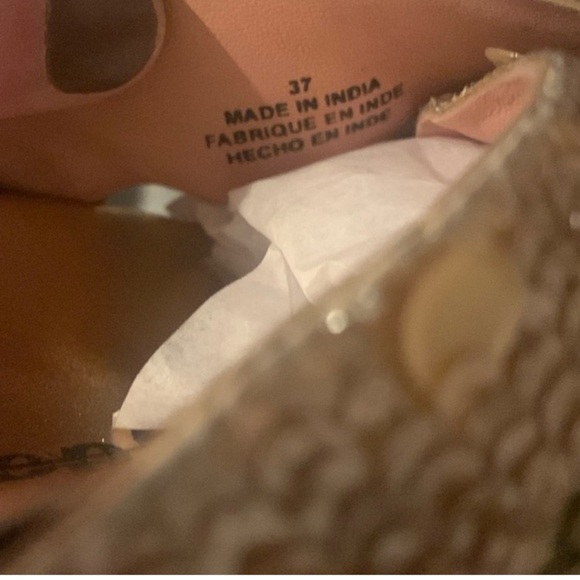 37
MADE IN INDIA
FABRIQUE EN INDE
HECHO EN INDE